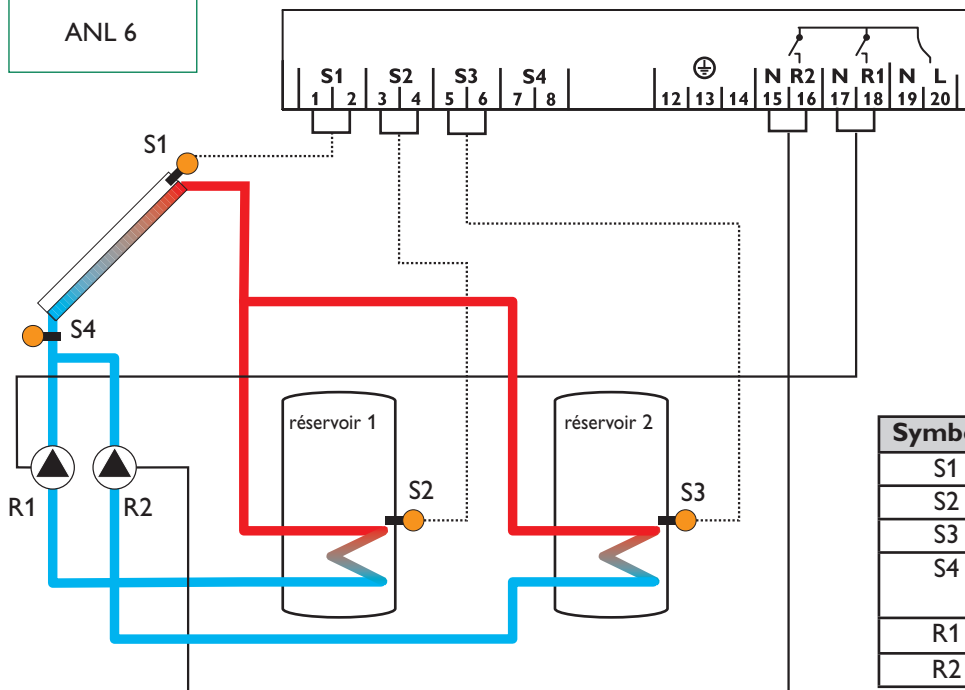 ANL 6
S1 S2 S3 S4 N R2 N R1 N L
1 2 3 4 5 6 7 8 12 13 14 15 16 17 18 19 20
S1
S4
réservoir 1
réservoir 2
S2
S3
R1
R2
S1
S2
S3
S4
R1
R2